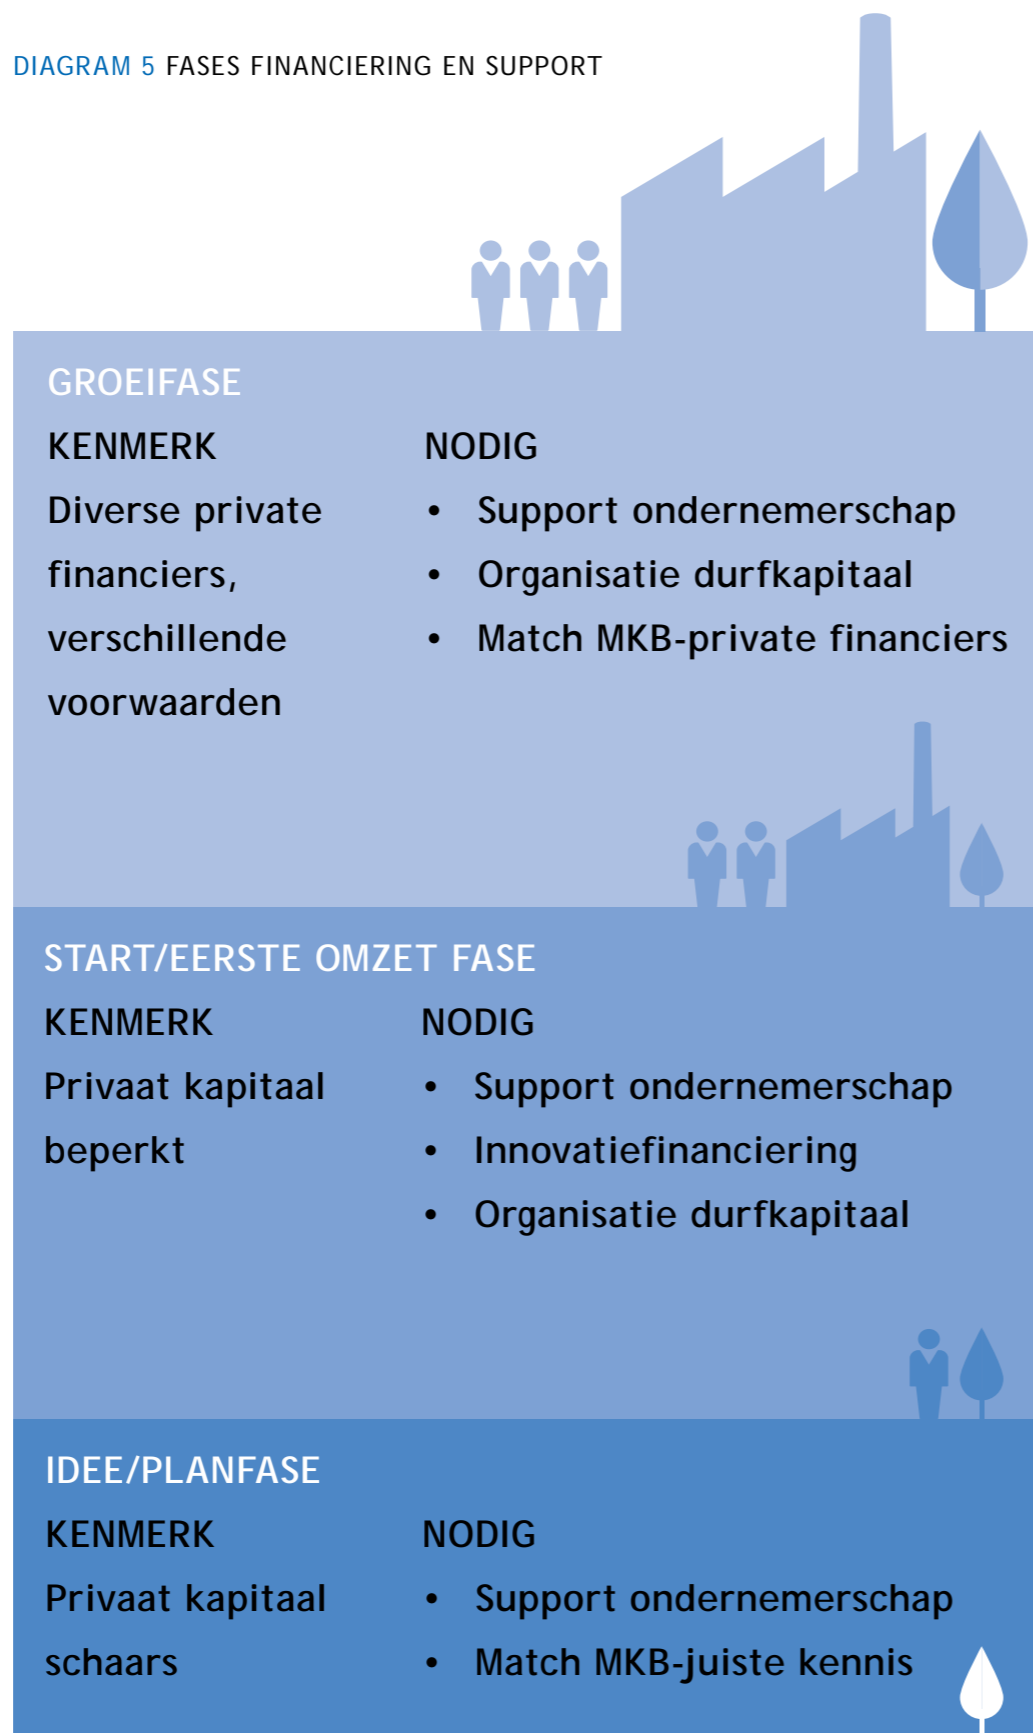 DIAGRAM 5 FASES FINANCIERING EN SUPPORT
GROEIFASE
KENMERK
Diverse private
financiers,
verschillende
voorwaarden
NODIG
• Support ondernemerschap
• Organisatie durfkapitaal
• Match MKB-private financiers
START/EERSTE OMZET FASE
KENMERK
Privaat kapitaal
beperkt
NODIG
• Support ondernemerschap
• Innovatiefinanciering
• Organisatie durfkapitaal
IDEE/PLANFASE
KENMERK
Privaat kapitaal
schaars
NODIG
• Support ondernemerschap
• Match MKB-juiste kennis